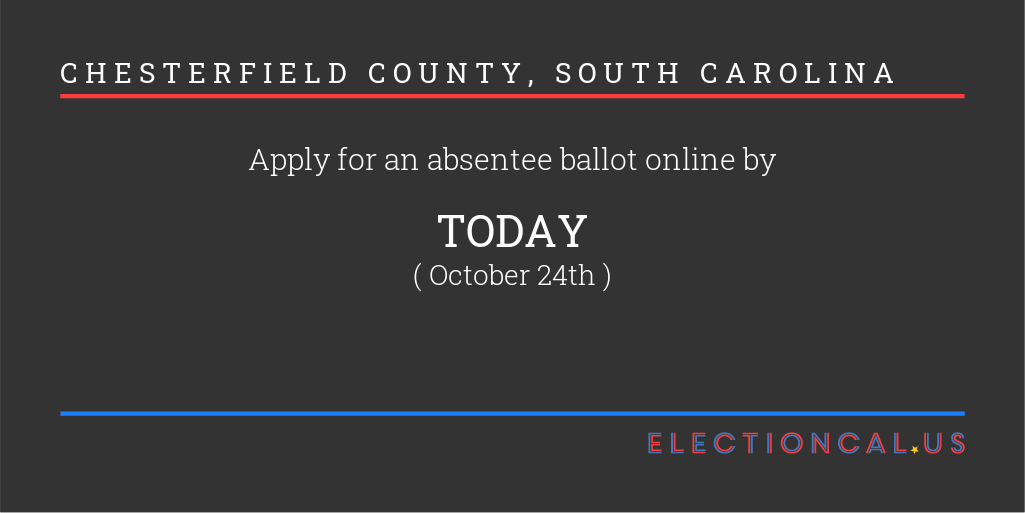 CHESTERFIELD COUNTY, SOUTH CAROLINA
Apply for an absentee ballot online by
TODAY
( October 24th )
ELECTIONCAL.US